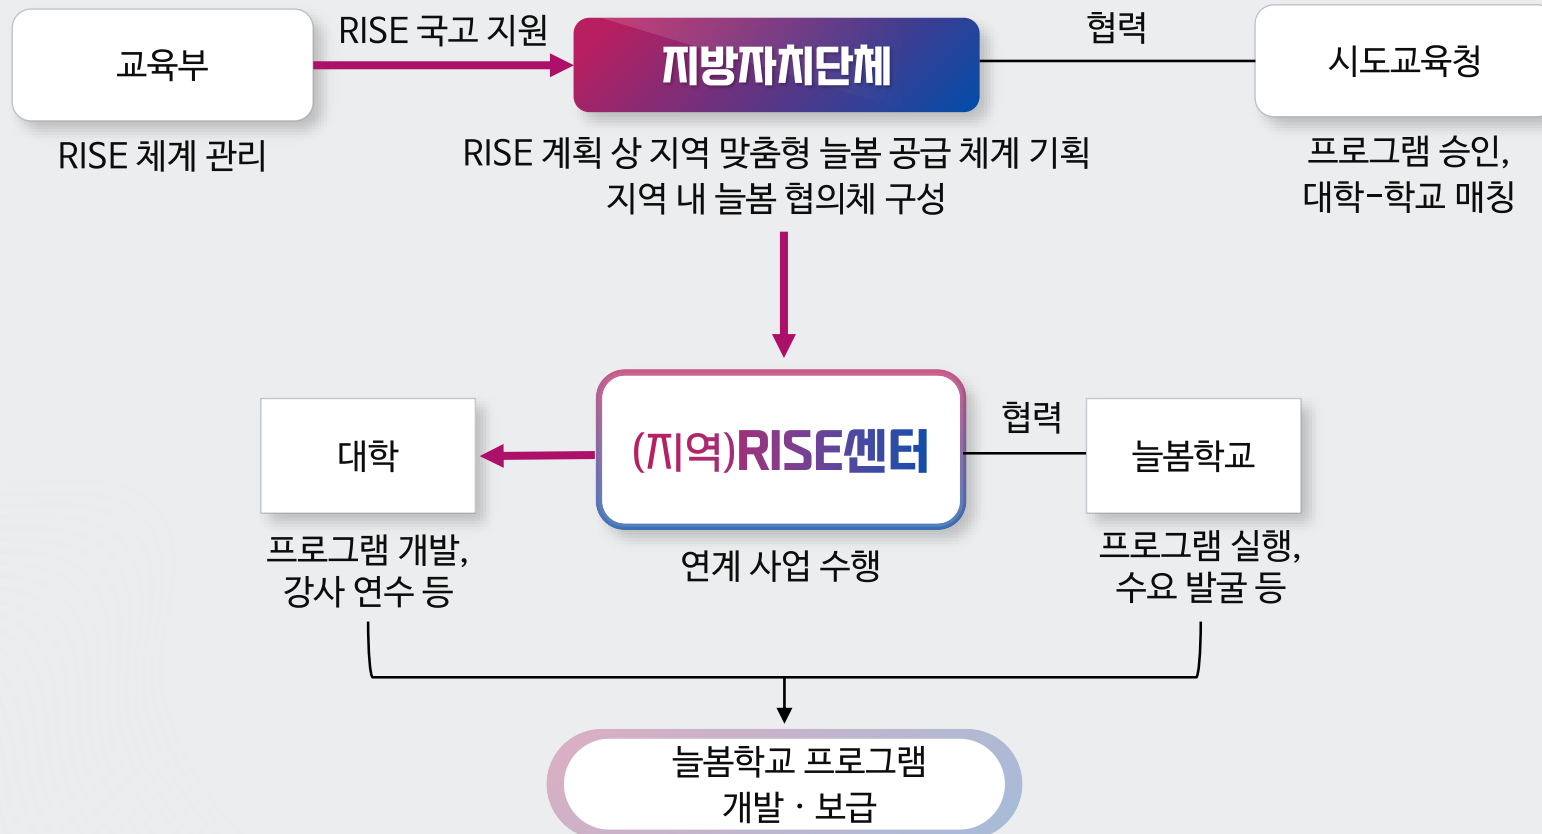 교육부
RISE 국고 지원
지방자치단체
협력
시도교육청
RISE 체계 관리
RISE 계획 상 지역 맞춤형 늘봄 공급 체계 기획
지역 내 늘봄 협의체 구성
프로그램 승인,
대학-학교 매칭
대학
(지역)RISE센터
협력
늘봄학교
프로그램 개발,
강사 연수 등
연계 사업 수행
프로그램 실행,
수요 발굴 등
늘봄학교 프로그램
개발 · 보급